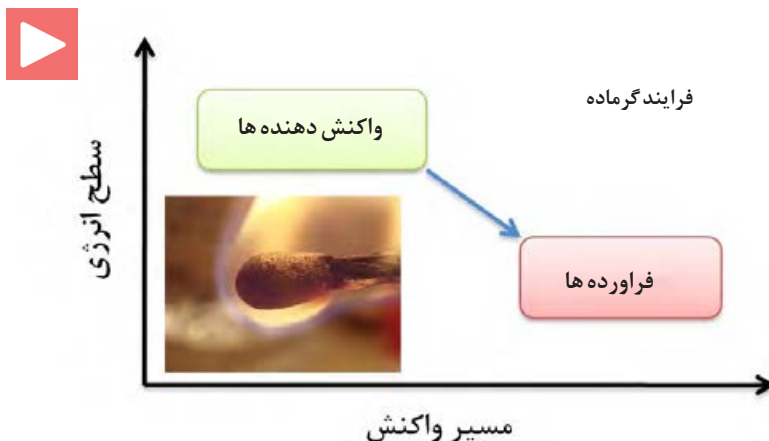 فرایند گرماده
واکنش دهنده ها
سطح انرژی
فراورده ها
مسیر واکنش